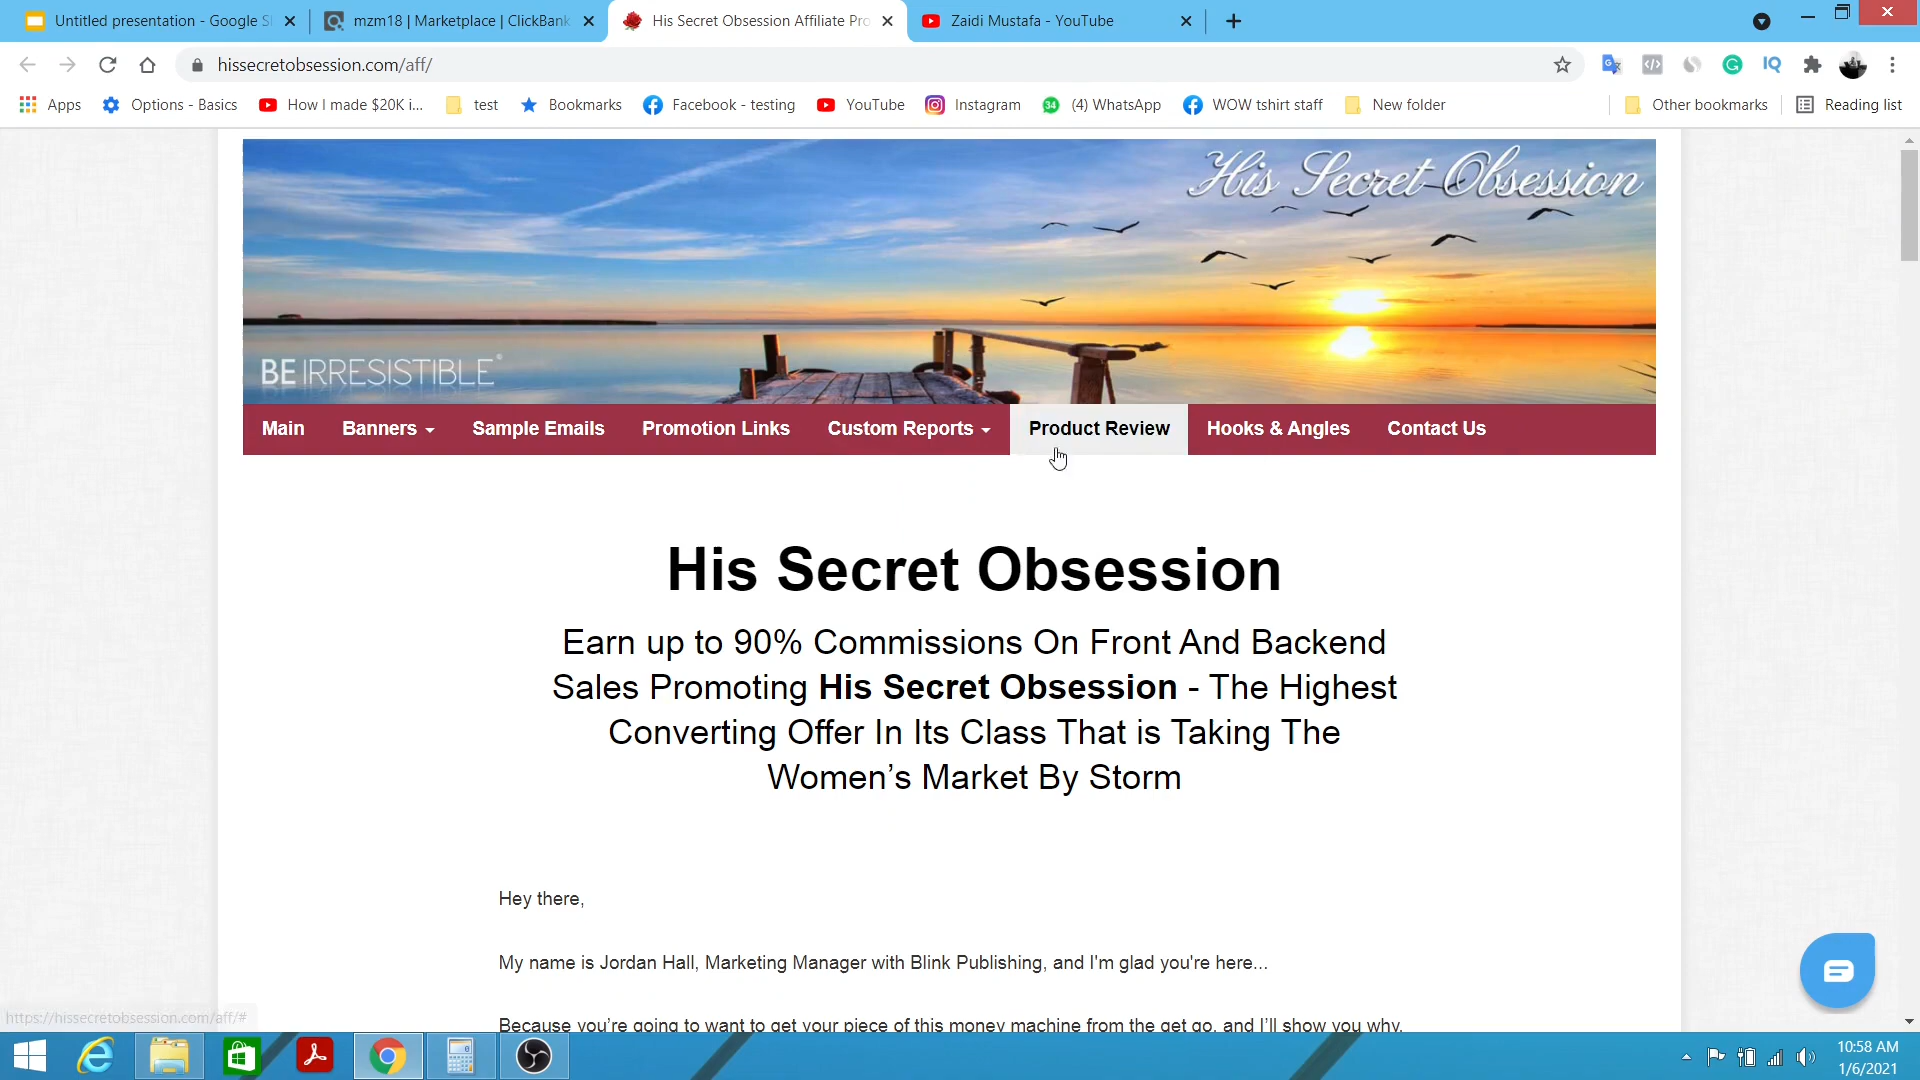 Untitled presentation - Google Sl
mzm18 | Marketplace | ClickBank
His Secret Obsession Affiliate Pro
Zaidi Mustafa - YouTube
hissecretobsession.com/aff/
Apps
Options - Basics
How I made $20K i...
test
Bookmarks
Facebook - testing
YouTube
Instagram
34
(4) WhatsApp
WOW tshirt staff
New folder
Other bookmarks
Reading list
IQ
His Secret Obsession
BE IRRESISTIBLE®
Main
Banners
Sample Emails
Promotion Links
Custom Reports
Product Review
Hooks & Angles
Contact Us
His Secret Obsession
Earn up to 90% Commissions On Front And Backend
Sales Promoting His Secret Obsession - The Highest
Converting Offer In Its Class That is Taking The
Women’s Market By Storm
Hey there,
My name is Jordan Hall, Marketing Manager with Blink Publishing, and I'm glad you're here...
Because you’re going to want to get your piece of this money machine from the get go, and I’ll show you why.
https://hissecretobsession.com/aff/#
10:58 AM
1/6/2021